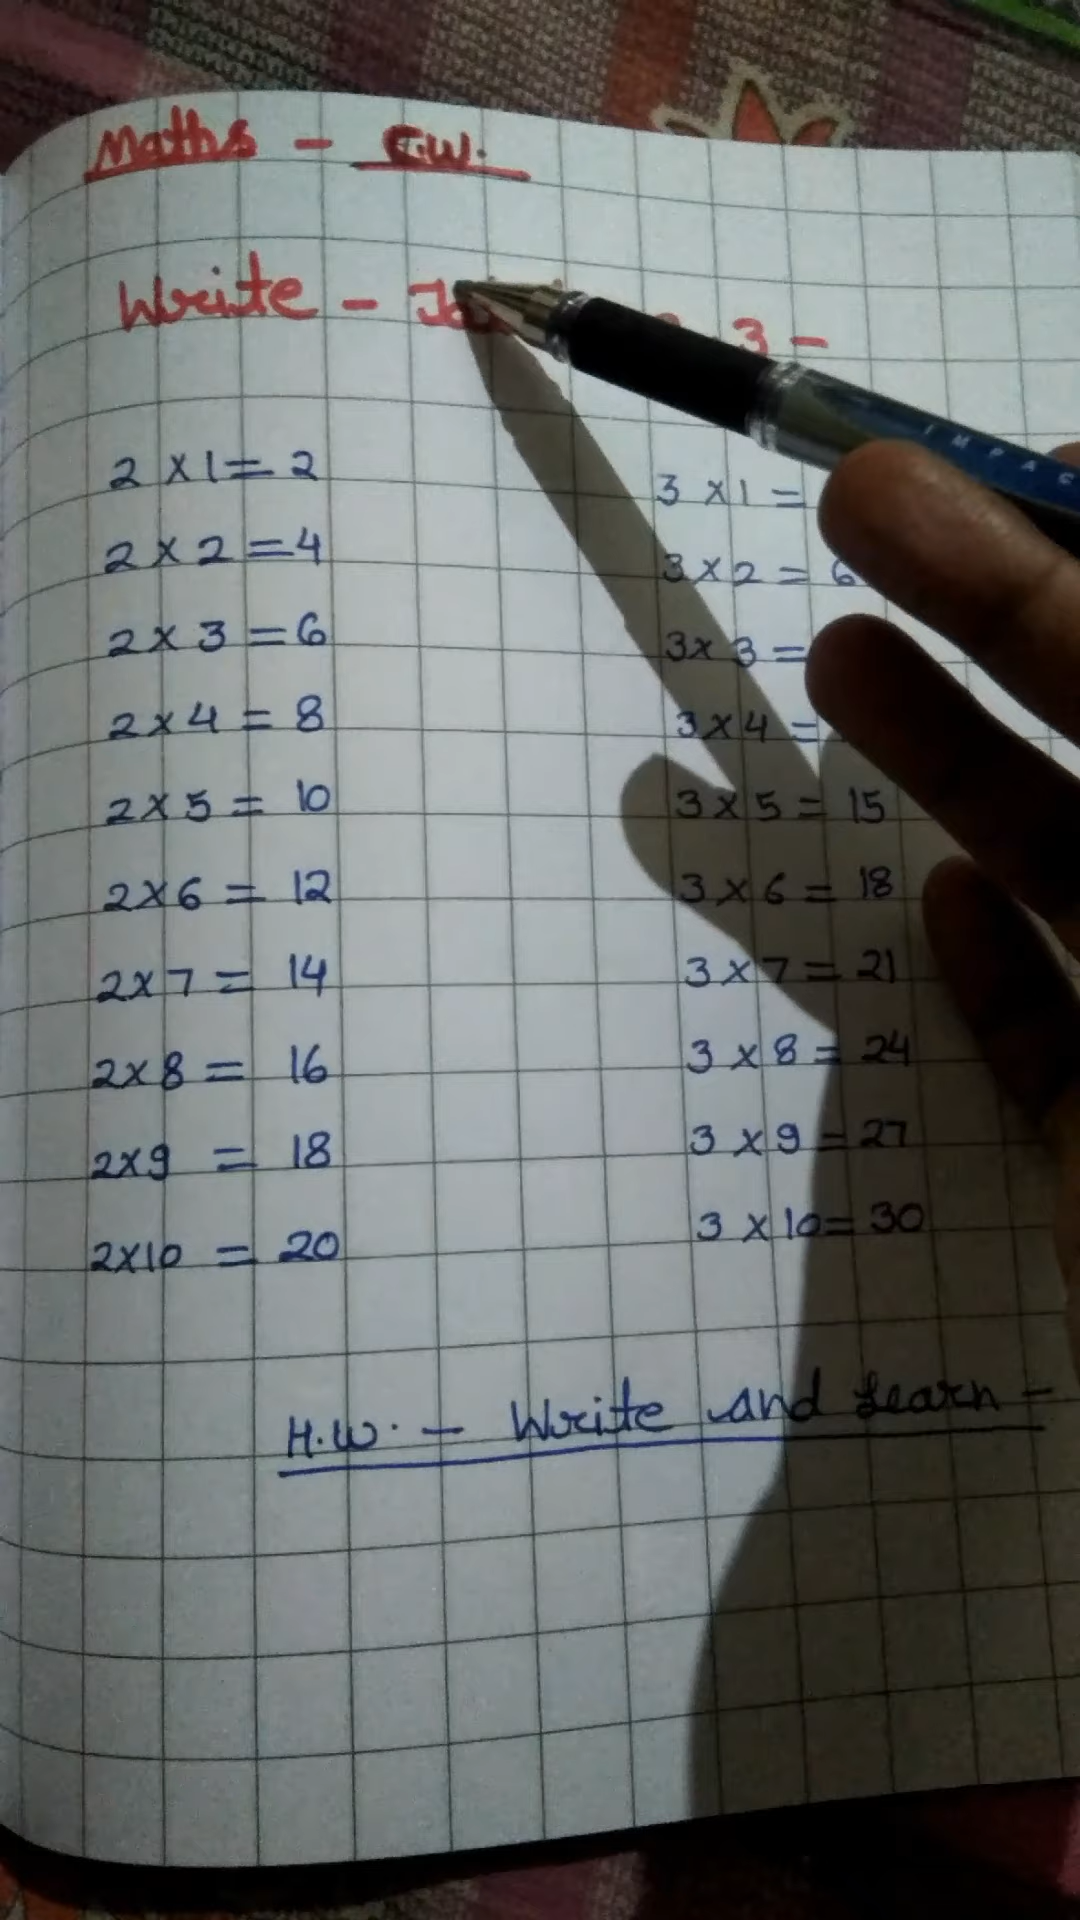 Maths - C.W.
Write - 3 -
2 x 1 = 2
2 x 2 = 4
2 x 3 = 6
2 x 4 = 8
2 x 5 = 10
2 x 6 = 12
2 x 7 = 14
2 x 8 = 16
2 x 9 = 18
2 x 10 = 20
3 x 1 =
3 x 2 = 6
3 x 3 =
3 x 4 =
3 x 5 = 15
3 x 6 = 18
3 x 7 = 21
3 x 8 = 24
3 x 9 = 27
3 x 10 = 30
H.W. - Write and Learn -
IMPAC